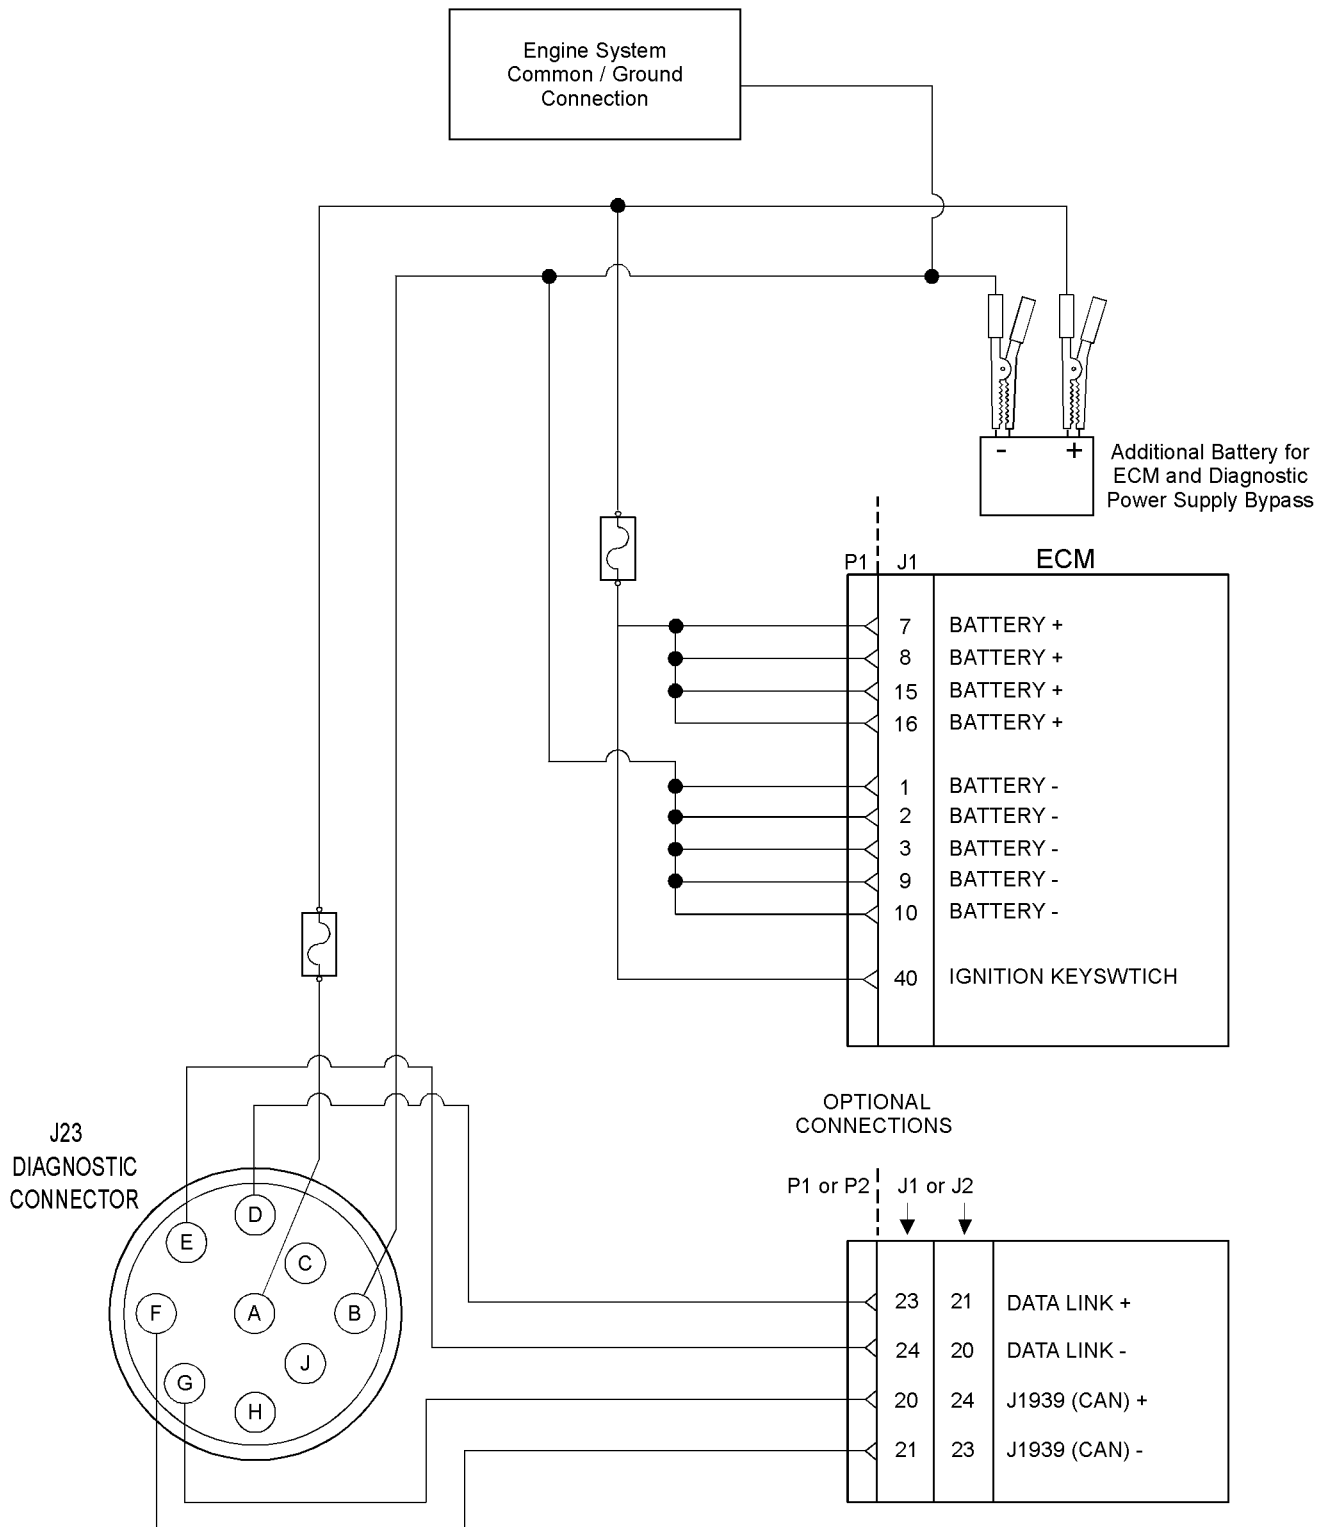 Engine System
Common / Ground
Connection
- +
Additional Battery for
ECM and Diagnostic
Power Supply Bypass
P1 J1 ECM
7 BATTERY +
8 BATTERY +
15 BATTERY +
16 BATTERY +
1 BATTERY -
2 BATTERY -
3 BATTERY -
9 BATTERY -
10 BATTERY -
40 IGNITION KEYSWTICH
OPTIONAL
CONNECTIONS
J23
DIAGNOSTIC
CONNECTOR
P1 or P2 J1 or J2
D
E
C
F A B
J
G
H
23 21 DATA LINK +
24 20 DATA LINK -
20 24 J1939 (CAN) +
21 23 J1939 (CAN) -